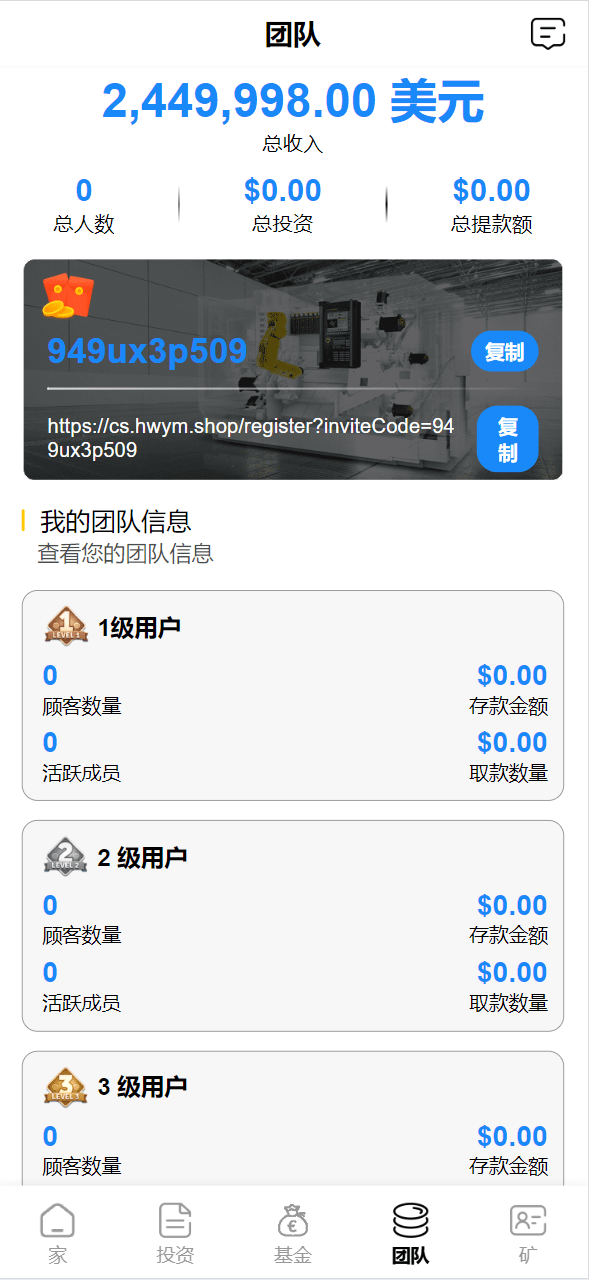 团队
2,449,998.00 美元
总收入
0 $0.00 $0.00
总人数 总投资 总提款额
949ux3p509 复制
https://cs.hwym.shop/register?inviteCode=94
9ux3p509
复
制
我的团队信息
查看您的团队信息
1 LEVEL 1 1级用户
0 $0.00
顾客数量 存款金额
0 $0.00
活跃成员 取款数量
2 LEVEL 2 2 级用户
0 $0.00
顾客数量 存款金额
0 $0.00
活跃成员 取款数量
3 LEVEL 3 3 级用户
0 $0.00
顾客数量 存款金额
家 投资 基金 团队 矿